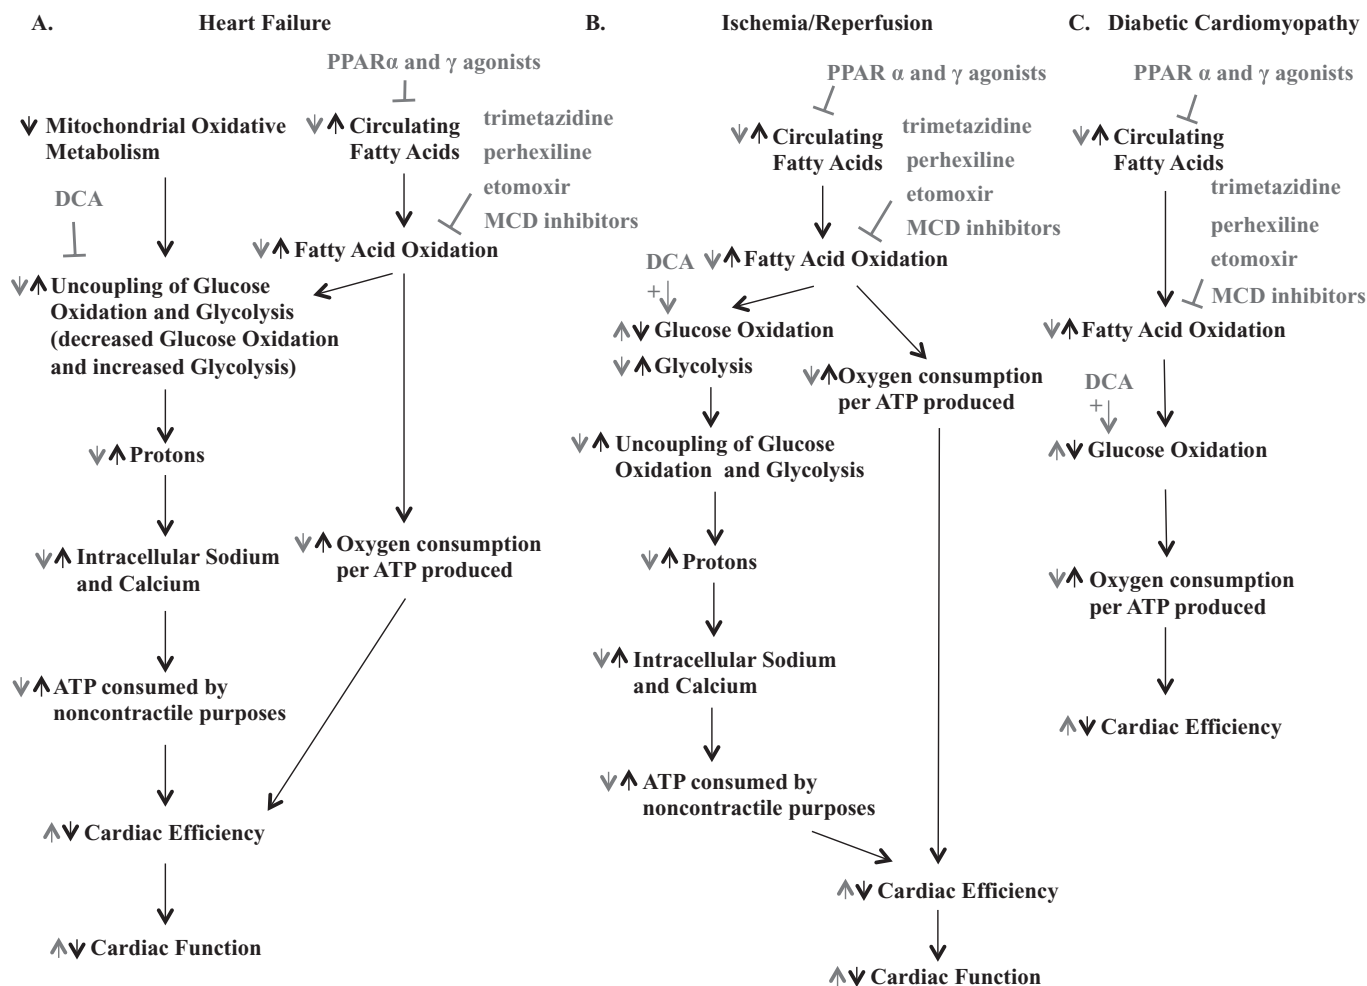 A. Heart Failure
PPARα and γ agonists
Mitochondrial Oxidative
Metabolism
Circulating
Fatty Acids
trimetazidine
perhexiline
etomoxir
MCD inhibitors
DCA
Fatty Acid Oxidation
Uncoupling of Glucose
Oxidation and Glycolysis
(decreased Glucose Oxidation
and increased Glycolysis)
Protons
Intracellular Sodium
and Calcium
Oxygen consumption
per ATP produced
ATP consumed by
noncontractile purposes
Cardiac Efficiency
Cardiac Function
B. Ischemia/Reperfusion
PPAR α and γ agonists
Circulating
Fatty Acids
trimetazidine
perhexiline
etomoxir
MCD inhibitors
Fatty Acid Oxidation
DCA
+
Glucose Oxidation
Glycolysis
Oxygen consumption
per ATP produced
Uncoupling of Glucose
Oxidation and Glycolysis
Protons
Intracellular Sodium
and Calcium
ATP consumed by
noncontractile purposes
Cardiac Efficiency
Cardiac Function
C. Diabetic Cardiomyopathy
PPAR α and γ agonists
Circulating
Fatty Acids
trimetazidine
perhexiline
etomoxir
MCD inhibitors
Fatty Acid Oxidation
DCA
+
Glucose Oxidation
Oxygen consumption
per ATP produced
Cardiac Efficiency